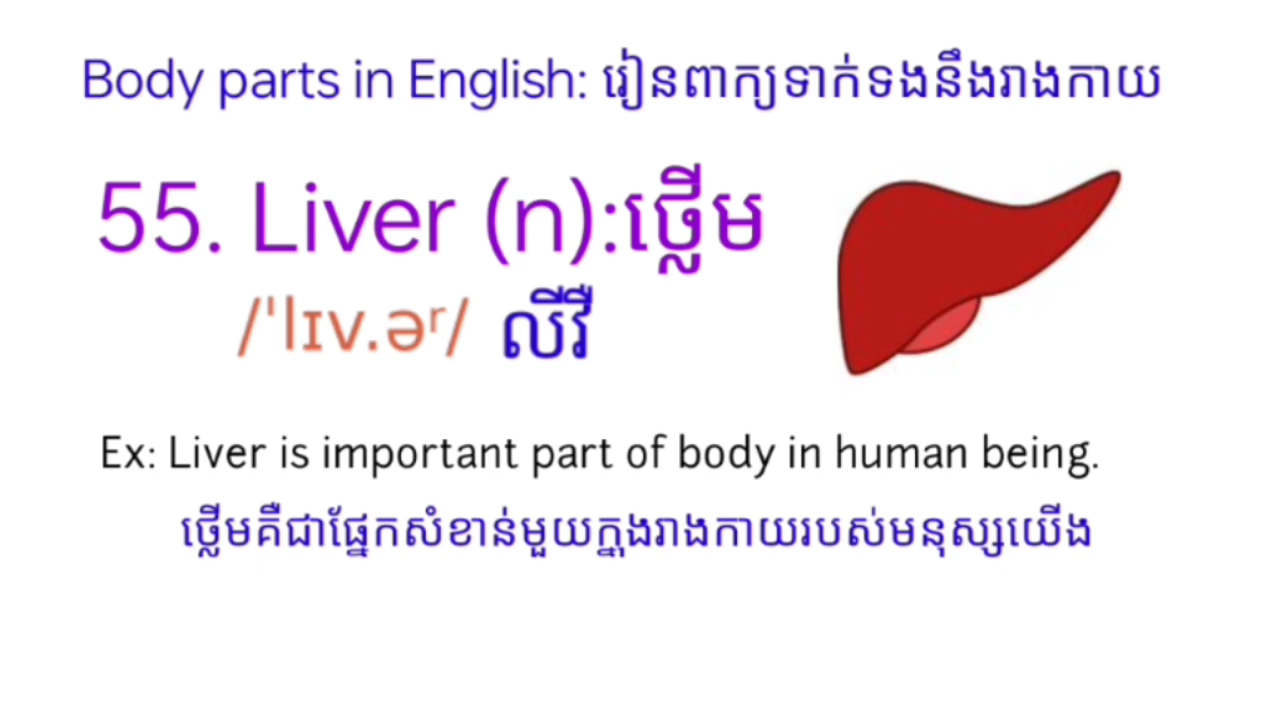 Body parts in English: រៀនពាក្យទាក់ទងនឹងរាងកាយ
55. Liver (n):ថ្លើម
/ˈlɪv.əʳ/ លីវឺ
Ex: Liver is important part of body in human being.
ថ្លើមគឺជាផ្នែកសំខាន់មួយក្នុងរាងកាយរបស់មនុស្សយើង